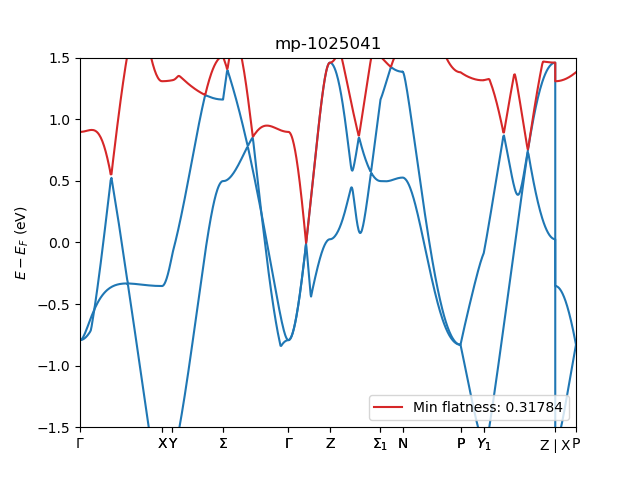 mp-1025041
E − E_F (eV)
1.5
1.0
0.5
0.0
−0.5
−1.0
−1.5
Min flatness: 0.31784
Γ X Y Σ Γ Z Σ₁ N P Y₁ Z | X P